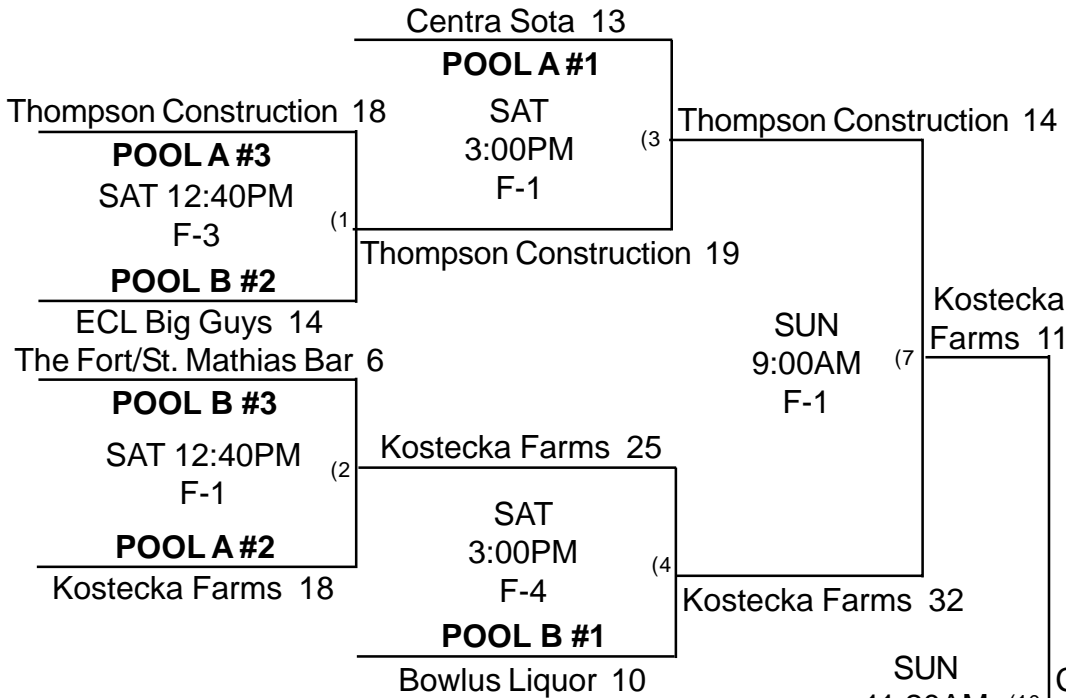 Centra Sota 13
POOL A #1
SAT
3:00PM
F-1
(3
Thompson Construction 18
POOL A #3
SAT 12:40PM
F-3
(1
POOL B #2
ECL Big Guys 14
Thompson Construction 14
Thompson Construction 19
The Fort/St. Mathias Bar 6
POOL B #3
SAT 12:40PM
F-1
(2
POOL A #2
Kostecka Farms 18
Kostecka Farms 25
SAT
3:00PM
F-4
(4
POOL B #1
Bowlus Liquor 10
SUN
9:00AM
F-1
(7
Kostecka
Farms 11
Kostecka Farms 32
SUN